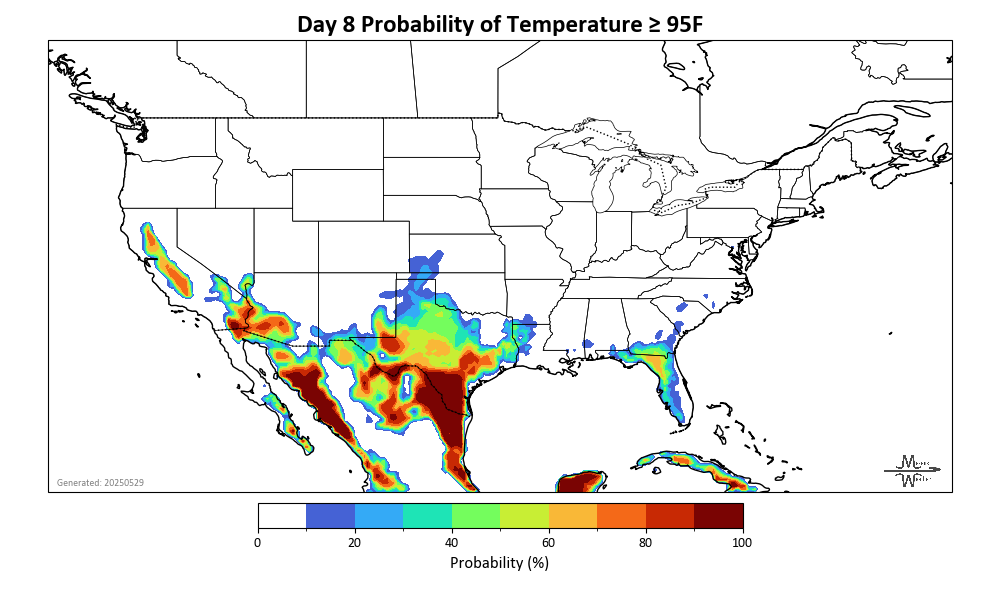 Day 8 Probability of Temperature ≥ 95F
Generated: 20250529
0 20 40 60 80 100
Probability (%)